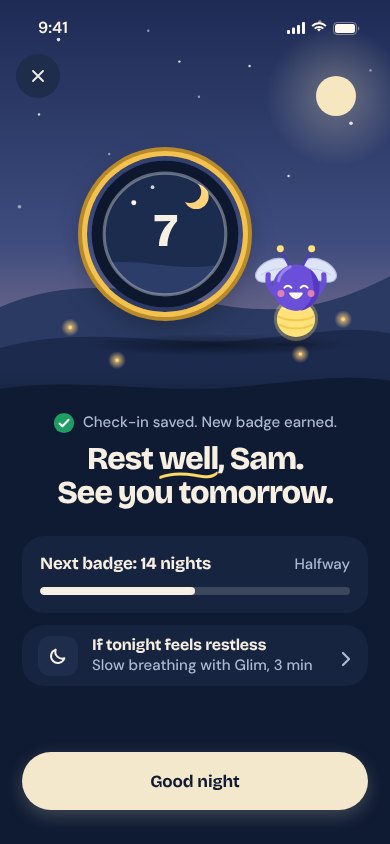 9:41
7
Check-in saved. New badge earned.
Rest well, Sam.
See you tomorrow.
Next badge: 14 nights
Halfway
If tonight feels restless
Slow breathing with Glim, 3 min
Good night